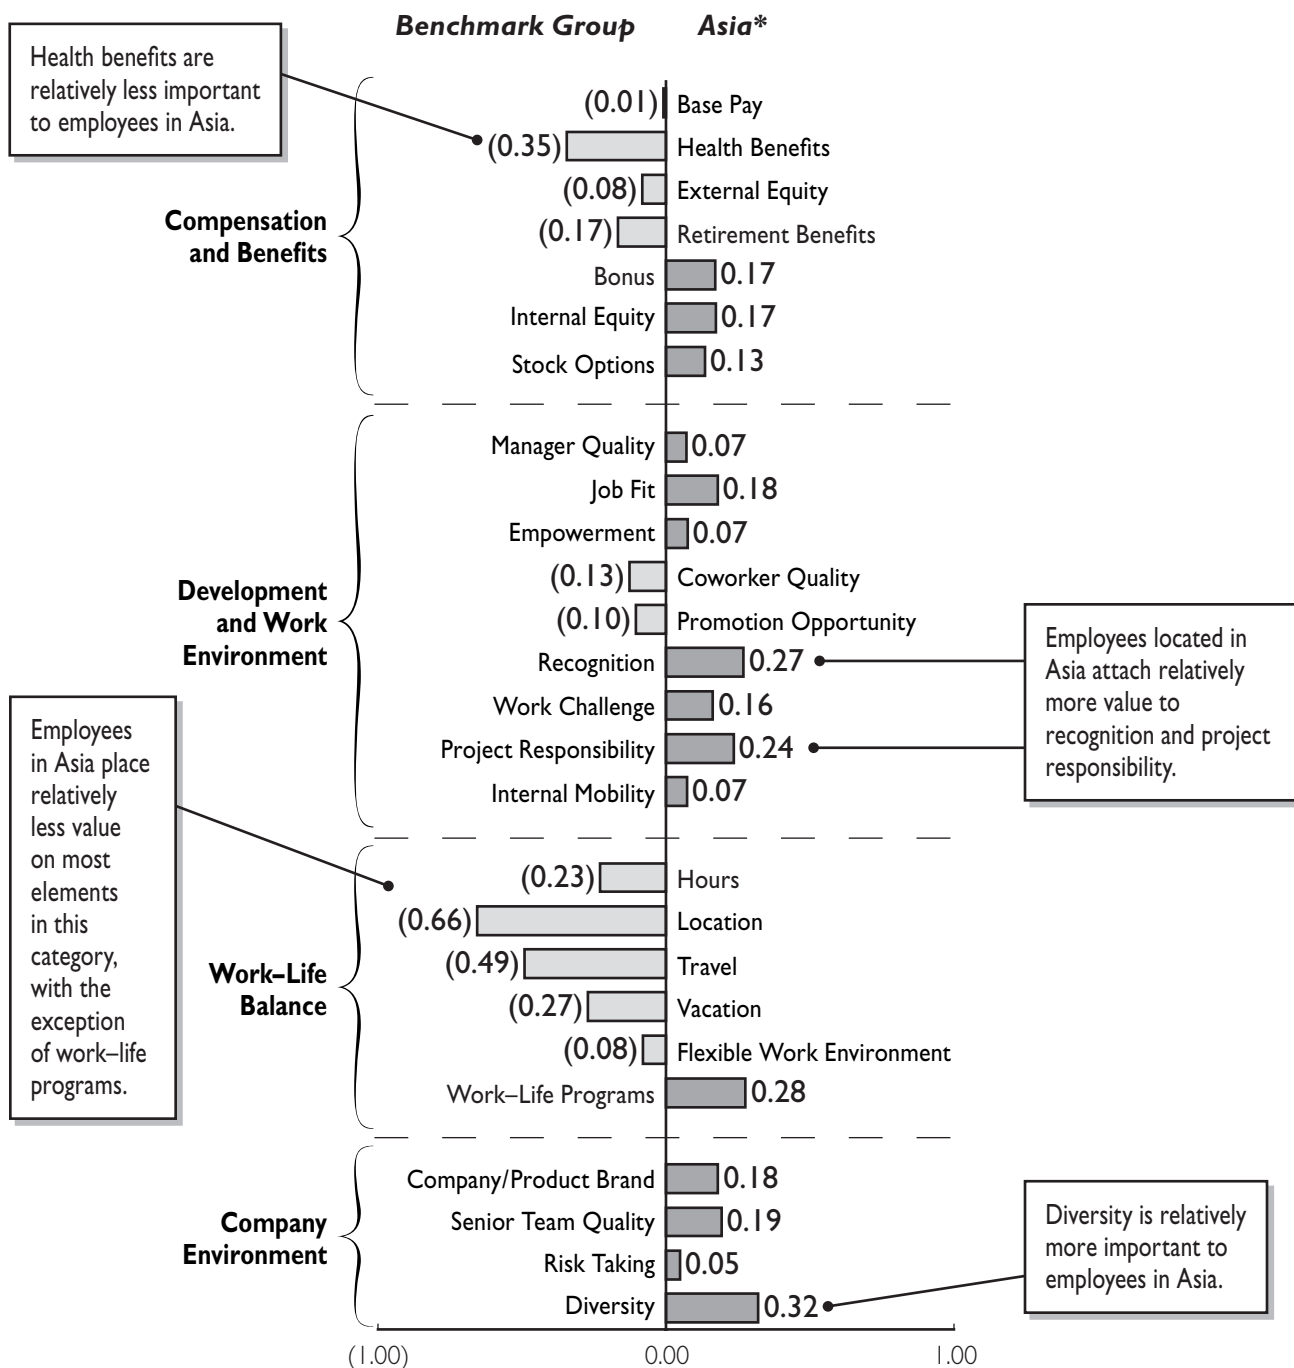 Benchmark Group Asia*
Health benefits are
relatively less important
to employees in Asia.
Compensation
and Benefits
(0.01) Base Pay
(0.35) Health Benefits
(0.08) External Equity
(0.17) Retirement Benefits
Bonus 0.17
Internal Equity 0.17
Stock Options 0.13
Development
and Work
Environment
Manager Quality 0.07
Job Fit 0.18
Empowerment 0.07
(0.13) Coworker Quality
(0.10) Promotion Opportunity
Recognition 0.27
Work Challenge 0.16
Project Responsibility 0.24
Internal Mobility 0.07
Employees located in
Asia attach relatively
more value to
recognition and project
responsibility.
Employees
in Asia place
relatively
less value
on most
elements
in this
category,
with the
exception
of work–life
programs.
Work–Life
Balance
(0.23) Hours
(0.66) Location
(0.49) Travel
(0.27) Vacation
(0.08) Flexible Work Environment
Work–Life Programs 0.28
Company
Environment
Company/Product Brand 0.18
Senior Team Quality 0.19
Risk Taking 0.05
Diversity 0.32
Diversity is relatively
more important to
employees in Asia.
(1.00) 0.00 1.00